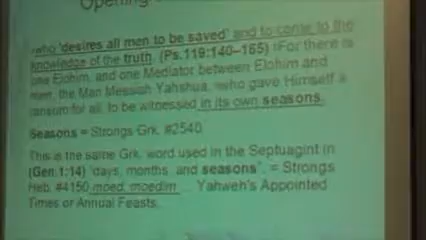 Opening
who 'desires all men to be saved' and to come to the
knowledge of the truth. (Ps.119:140–165) (For there is
one Elohim, and one Mediator between Elohim and
men, the Man Messiah Yahshua, who gave Himself a
ransom for all, to be witnessed in its own seasons.
Seasons = Strongs Grk. #2540
This is the same Grk. word used in the Septuagint in
(Gen.1:14) 'days, months, and seasons". = Strongs
Heb. #4150 moed, moedim Yahweh's Appointed
Times or Annual Feasts.